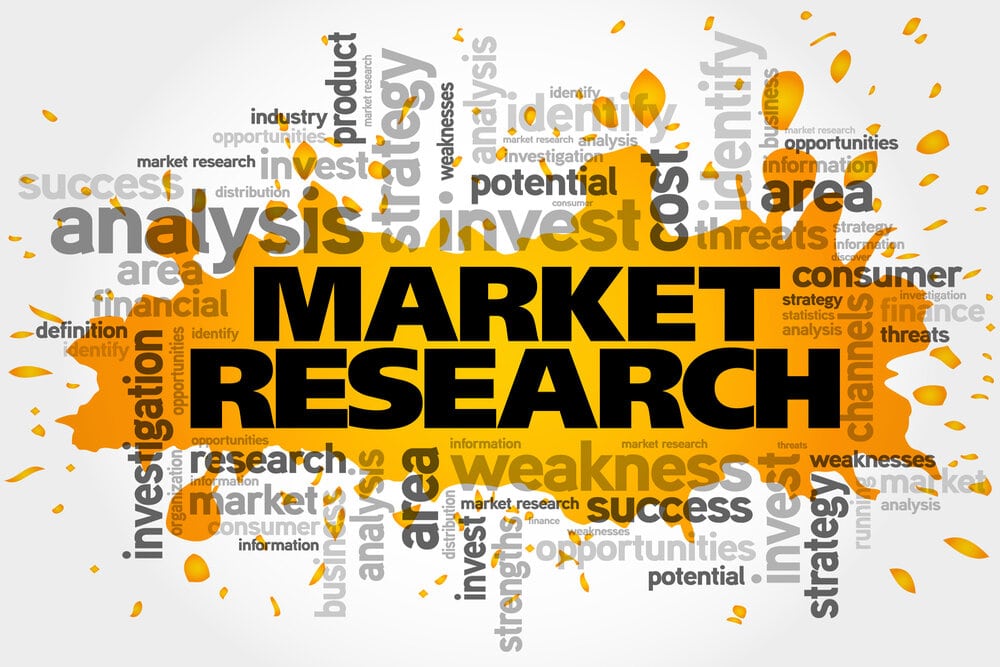 product
market research
strategy
weaknesses
analysis
identify
identify
business
industry
opportunities
market research
invest
market research
analysis
investigation
potential
consumer
cost
market research
opportunities
information
area
success
distribution
analysis
invest
threats
strategy
information
discover
area
financial
consumer
strategy
statistics
analysis
investigation
finance
threats
channels
definition
identify
identify
opportunities
investigation
MARKET
RESEARCH
opportunities
research
information
market
consumer
information
organization
business
analysis
area
distribution
information
weakness
market research
threats
market research
invest
finance
strengths
success
weaknesses
opportunities
potential
invest
weaknesses
strategy
running
market
analysis